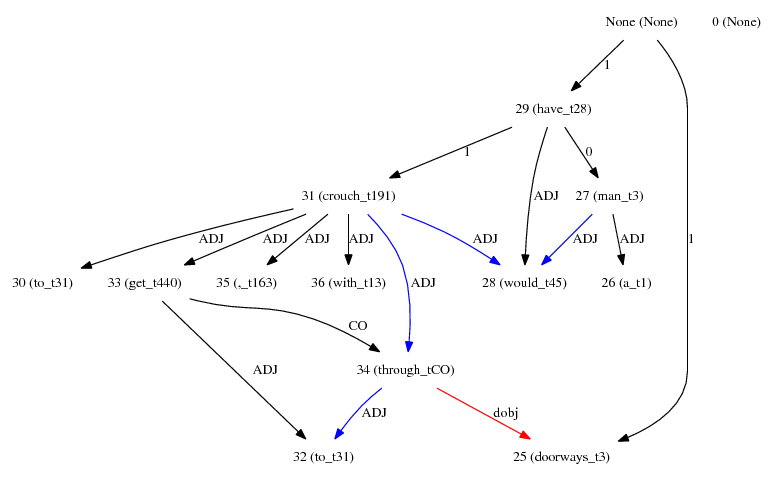 None (None) 0 (None)
1
29 (have_t28)
1 0
31 (crouch_t191) ADJ 27 (man_t3)
ADJ ADJ ADJ ADJ ADJ ADJ ADJ 1
30 (to_t31) 33 (get_t440) 35 (,_t163) 36 (with_t13) ADJ 28 (would_t45) 26 (a_t1)
CO
ADJ 34 (through_tCO)
ADJ dobj
32 (to_t31) 25 (doorways_t3)